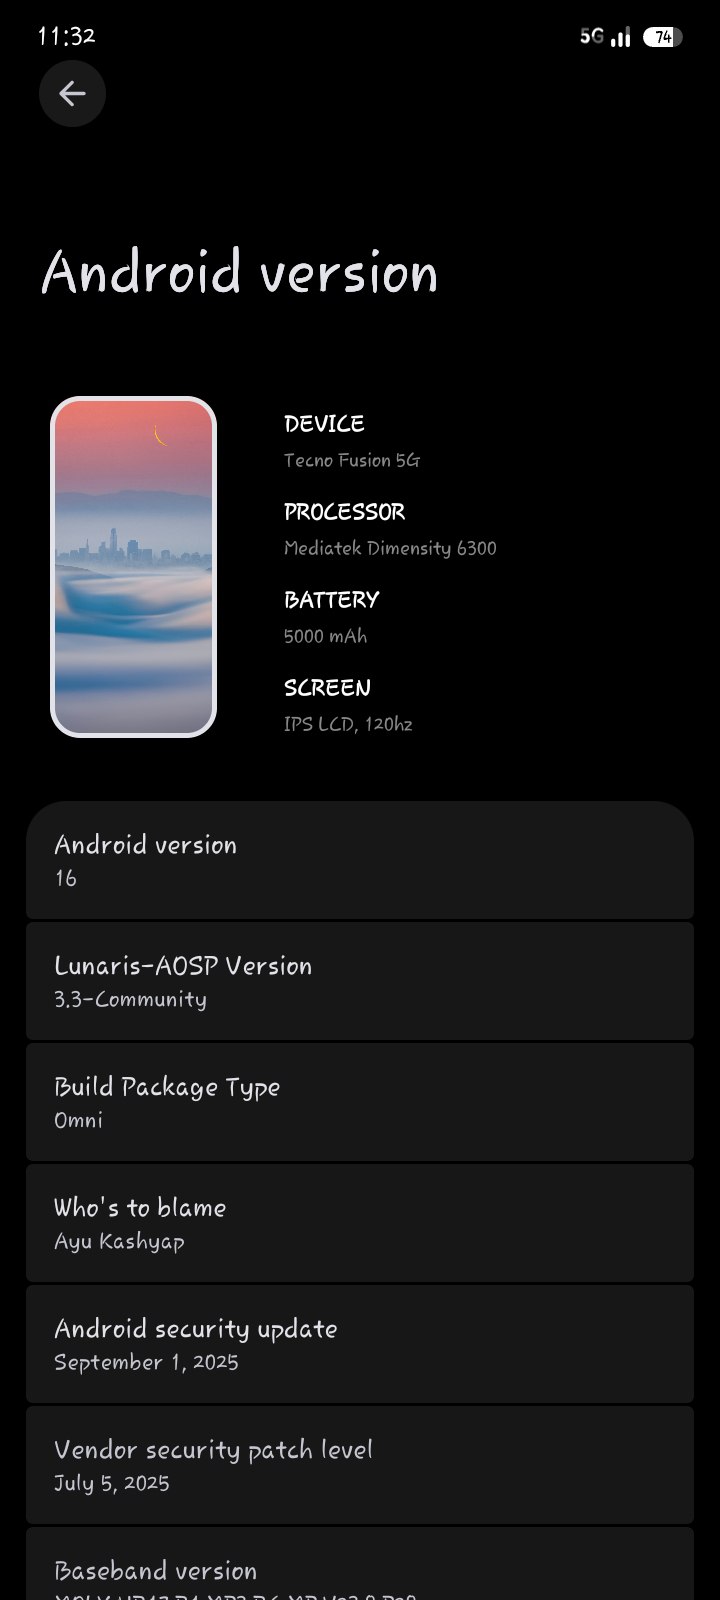 11:32
5G 74
Android version
DEVICE
Tecno Fusion 5G
PROCESSOR
Mediatek Dimensity 6300
BATTERY
5000 mAh
SCREEN
IPS LCD, 120hz
Android version
16
Lunaris-AOSP Version
3.3-Community
Build Package Type
Omni
Who's to blame
Ayu Kashyap
Android security update
September 1, 2025
Vendor security patch level
July 5, 2025
Baseband version